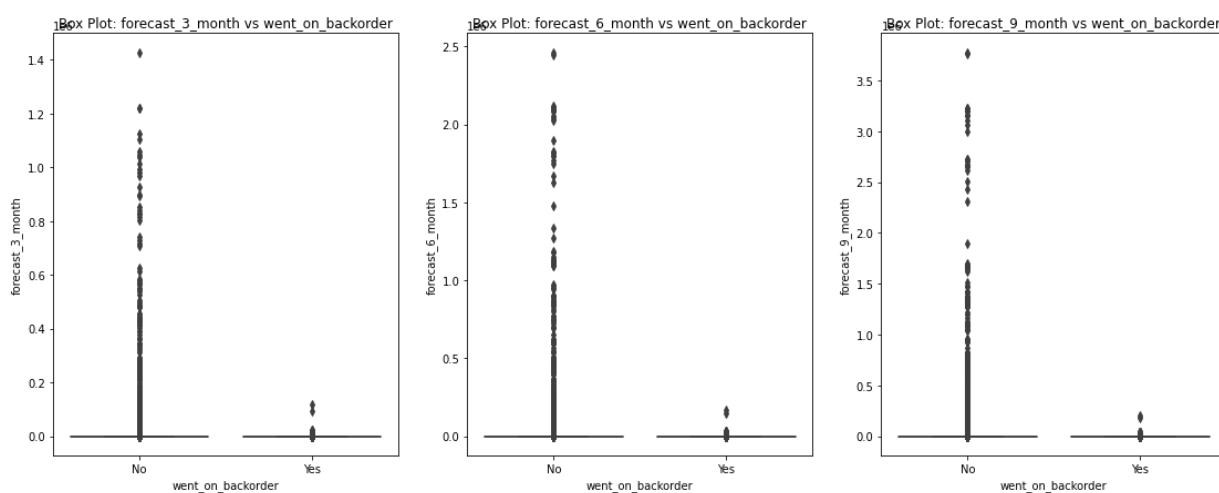 Box Plot: forecast_3_month vs went_on_backorder
1e6
1.4
1.2
1.0
0.8
0.6
0.4
0.2
0.0
forecast_3_month
No
Yes
went_on_backorder
Box Plot: forecast_6_month vs went_on_backorder
1e6
2.5
2.0
1.5
1.0
0.5
0.0
forecast_6_month
No
Yes
went_on_backorder
Box Plot: forecast_9_month vs went_on_backorder
1e6
3.5
3.0
2.5
2.0
1.5
1.0
0.5
0.0
forecast_9_month
No
Yes
went_on_backorder